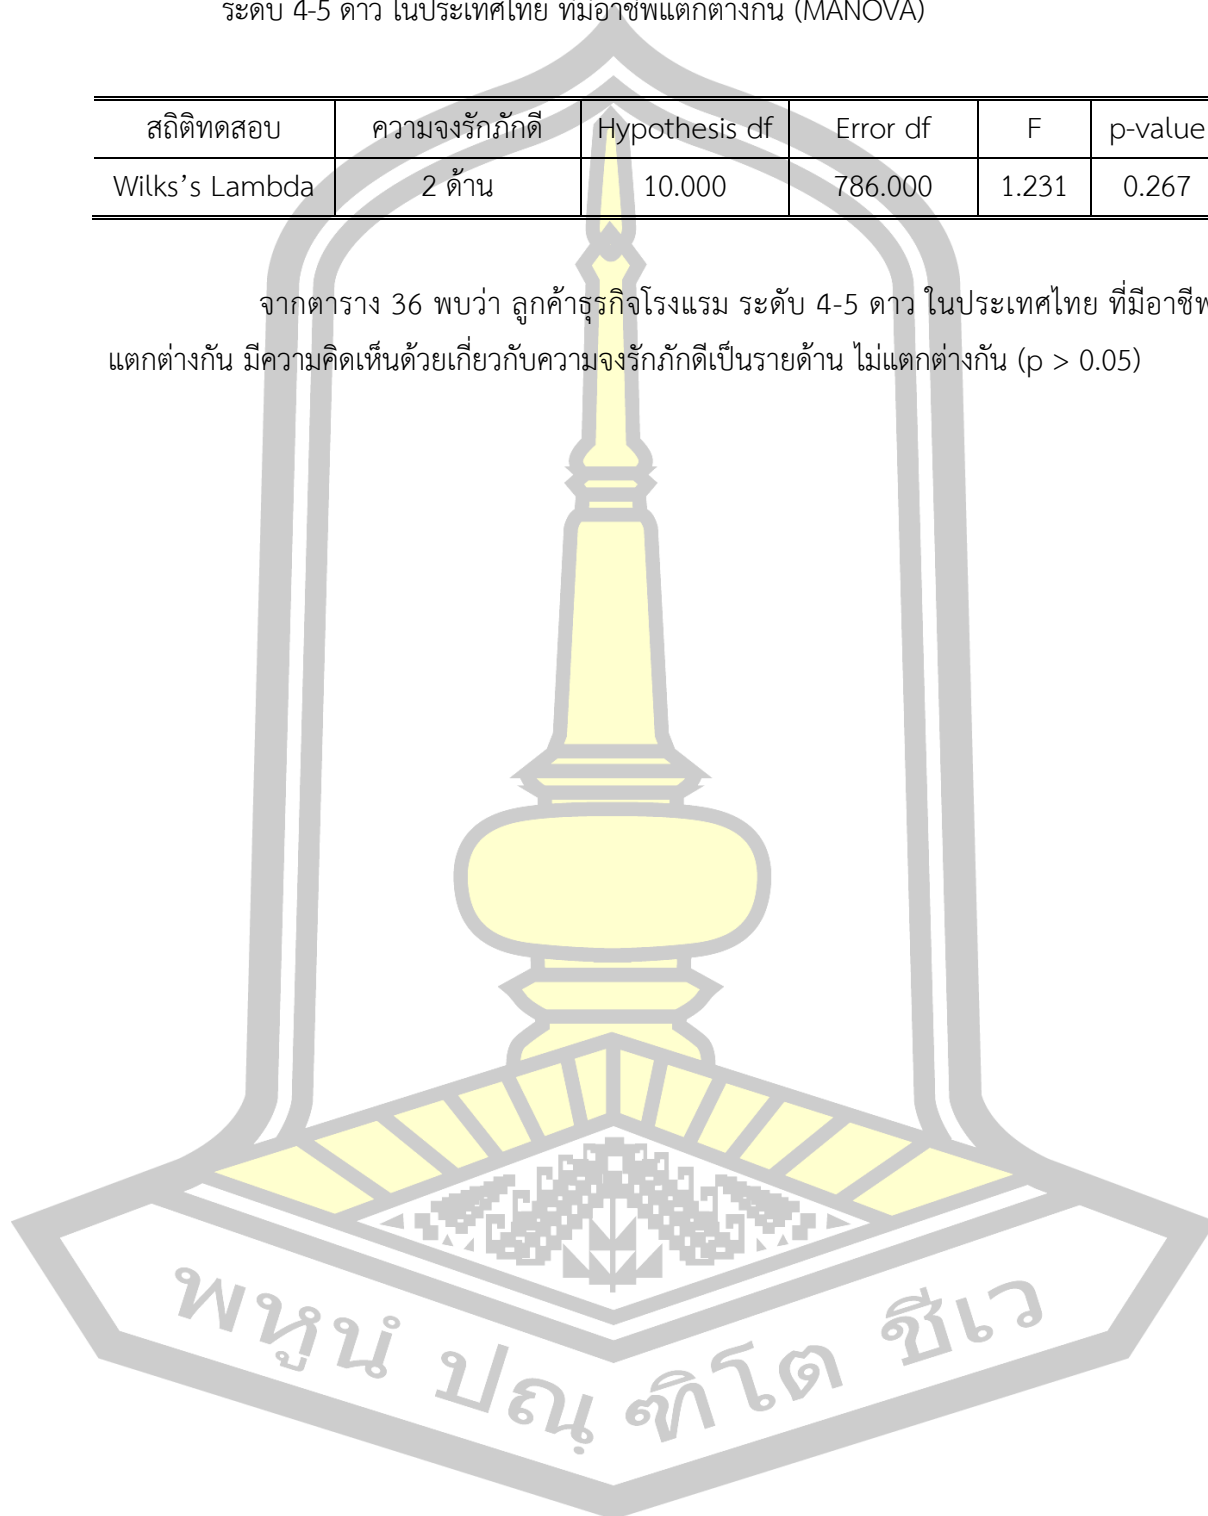 ระดับ 4-5 ดาว ในประเทศไทย ที่มีอาชีพแตกต่างกัน (MANOVA)
สถิติทดสอบ ความจงรักภักดี Hypothesis df Error df F p-value
Wilks’s Lambda 2 ด้าน 10.000 786.000 1.231 0.267
จากตาราง 36 พบว่า ลูกค้าธุรกิจโรงแรม ระดับ 4-5 ดาว ในประเทศไทย ที่มีอาชีพ
แตกต่างกัน มีความคิดเห็นด้วยเกี่ยวกับความจงรักภักดีเป็นรายด้าน ไม่แตกต่างกัน (p > 0.05)
พหูนํ ปณฺฑิโต ชีเว